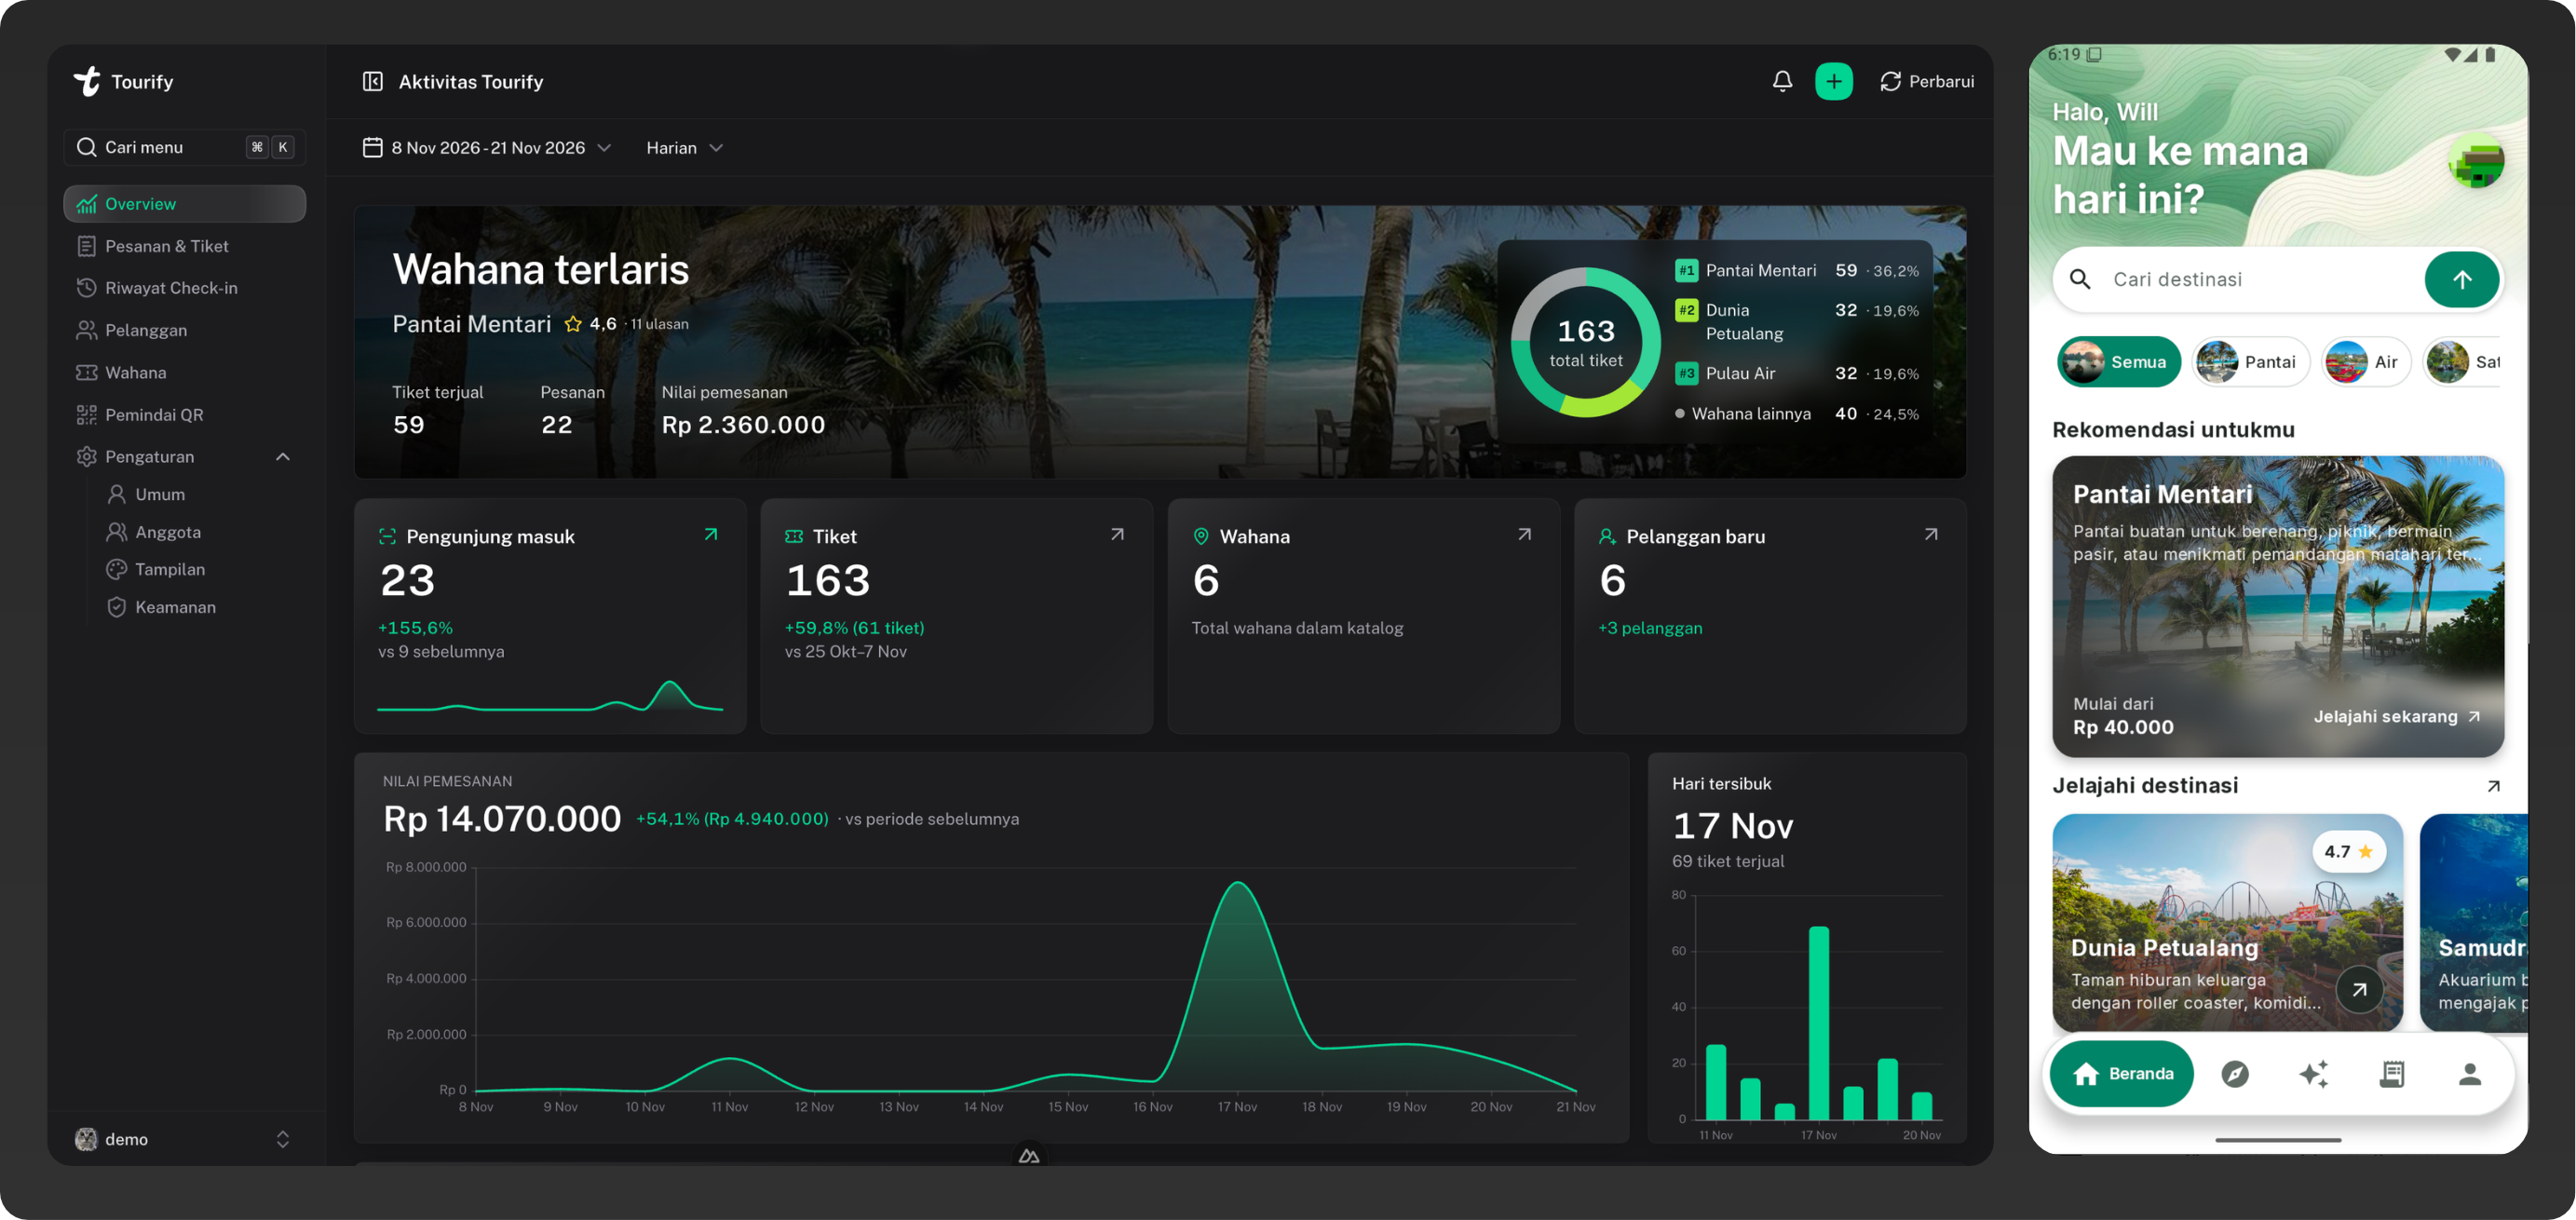 Tourify
Cari menu
⌘ K
Overview
Pesanan & Tiket
Riwayat Check-in
Pelanggan
Wahana
Pemindai QR
Pengaturan
Umum
Anggota
Tampilan
Keamanan
demo
Aktivitas Tourify
Perbarui
8 Nov 2026 - 21 Nov 2026
Harian
Wahana terlaris
Pantai Mentari 4,6 · 11 ulasan
Tiket terjual
59
Pesanan
22
Nilai pemesanan
Rp 2.360.000
163
total tiket
#1 Pantai Mentari 59 · 36,2%
#2 Dunia 32 · 19,6%
Petualang
#3 Pulau Air 32 · 19,6%
Wahana lainnya 40 · 24,5%
Pengunjung masuk
23
+155,6%
vs 9 sebelumnya
Tiket
163
+59,8% (61 tiket)
vs 25 Okt–7 Nov
Wahana
6
Total wahana dalam katalog
Pelanggan baru
6
+3 pelanggan
NILAI PEMESANAN
Rp 14.070.000 +54,1% (Rp 4.940.000) · vs periode sebelumnya
Rp 8.000.000
Rp 6.000.000
Rp 4.000.000
Rp 2.000.000
Rp 0
8 Nov 9 Nov 10 Nov 11 Nov 12 Nov 13 Nov 14 Nov 15 Nov 16 Nov 17 Nov 18 Nov 19 Nov 20 Nov 21 Nov
Hari tersibuk
17 Nov
69 tiket terjual
80
60
40
20
0
11 Nov 17 Nov 20 Nov
6:19
Halo, Will
Mau ke mana
hari ini?
Cari destinasi
Semua Pantai Air Sat
Rekomendasi untukmu
Pantai Mentari
Pantai buatan untuk berenang, piknik, bermain
pasir, atau menikmati pemandangan matahari ter...
Mulai dari
Rp 40.000
Jelajahi sekarang
Jelajahi destinasi
4.7
Dunia Petualang
Taman hiburan keluarga
dengan roller coaster, komidi...
Samudr
Akuarium b
mengajak p
Beranda